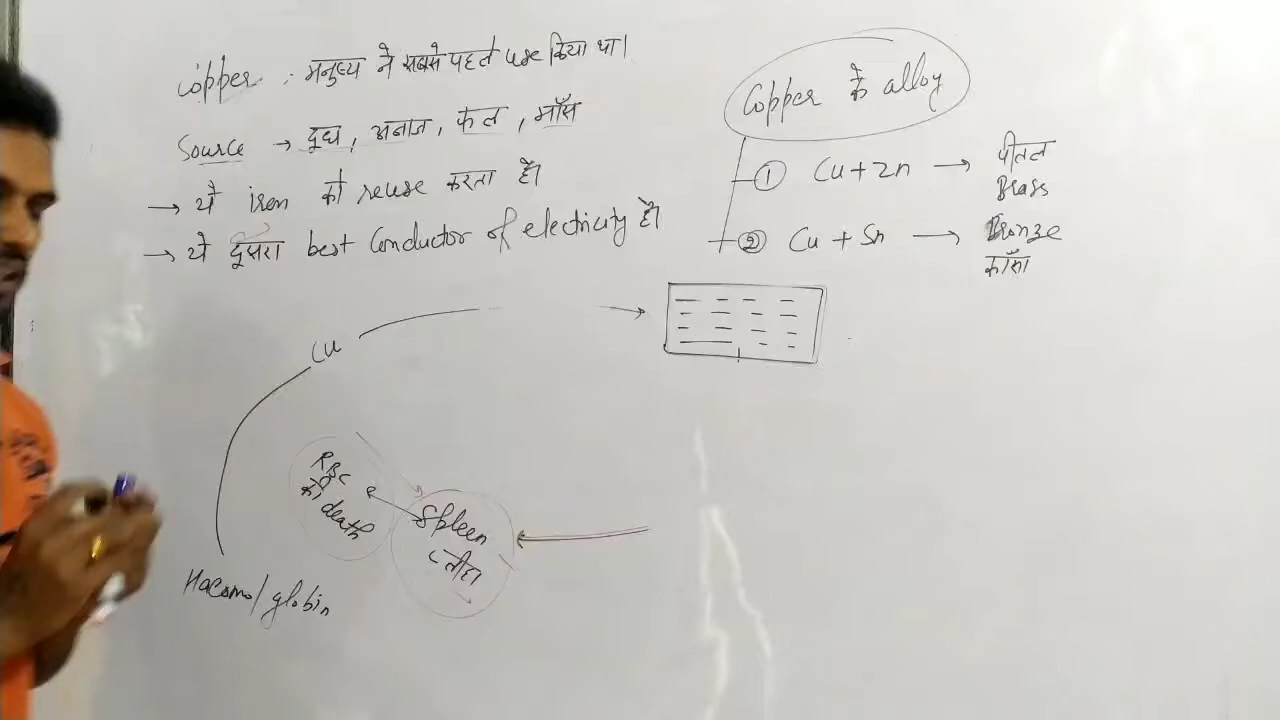 Copper : मनुष्य ने सबसे पहले use किया था।
Source → दूध, अनाज, फल, माँस
→ ये iron को reuse करता है।
→ ये दूसरा best Conductor of electricity है।
Copper के alloy
① Cu + Zn → पीतल
Brass
② Cu + Sn → Bronze
काँसा
Cu
RBC
की
death
Spleen
Haemo/globin